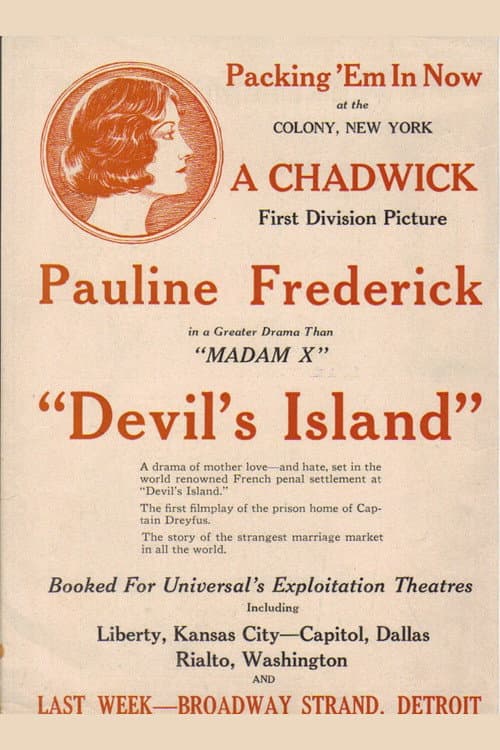 Packing 'Em In Now
at the
COLONY, NEW YORK
A CHADWICK
First Division Picture
Pauline Frederick
in a Greater Drama Than
"MADAM X"
"Devil's Island"
A drama of mother love—and hate, set in the
world renowned French penal settlement at
"Devil's Island."
The first filmplay of the prison home of Cap-
tain Dreyfus.
The story of the strangest marriage market
in all the world.
Booked For Universal's Exploitation Theatres
Including
Liberty, Kansas City—Capitol, Dallas
Rialto, Washington
AND
LAST WEEK—BROADWAY STRAND, DETROIT